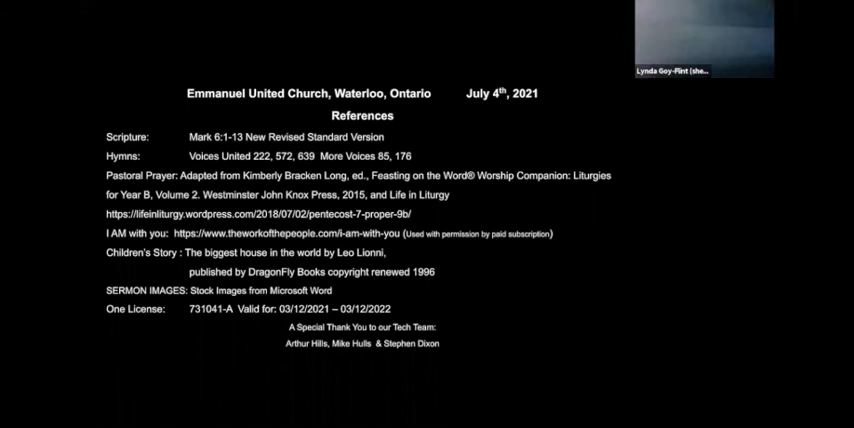 Lynda Goy-Flint (she...
Emmanuel United Church, Waterloo, Ontario July 4th, 2021
References
Scripture: Mark 6:1-13 New Revised Standard Version
Hymns: Voices United 222, 572, 639 More Voices 85, 176
Pastoral Prayer: Adapted from Kimberly Bracken Long, ed., Feasting on the Word® Worship Companion: Liturgies
for Year B, Volume 2. Westminster John Knox Press, 2015, and Life in Liturgy
https://lifeinliturgy.wordpress.com/2018/07/02/pentecost-7-proper-9b/
I AM with you: https://www.theworkofthepeople.com/i-am-with-you (Used with permission by paid subscription)
Children's Story : The biggest house in the world by Leo Lionni,
published by DragonFly Books copyright renewed 1996
SERMON IMAGES: Stock Images from Microsoft Word
One License: 731041-A Valid for: 03/12/2021 – 03/12/2022
A Special Thank You to our Tech Team:
Arthur Hills, Mike Hulls & Stephen Dixon